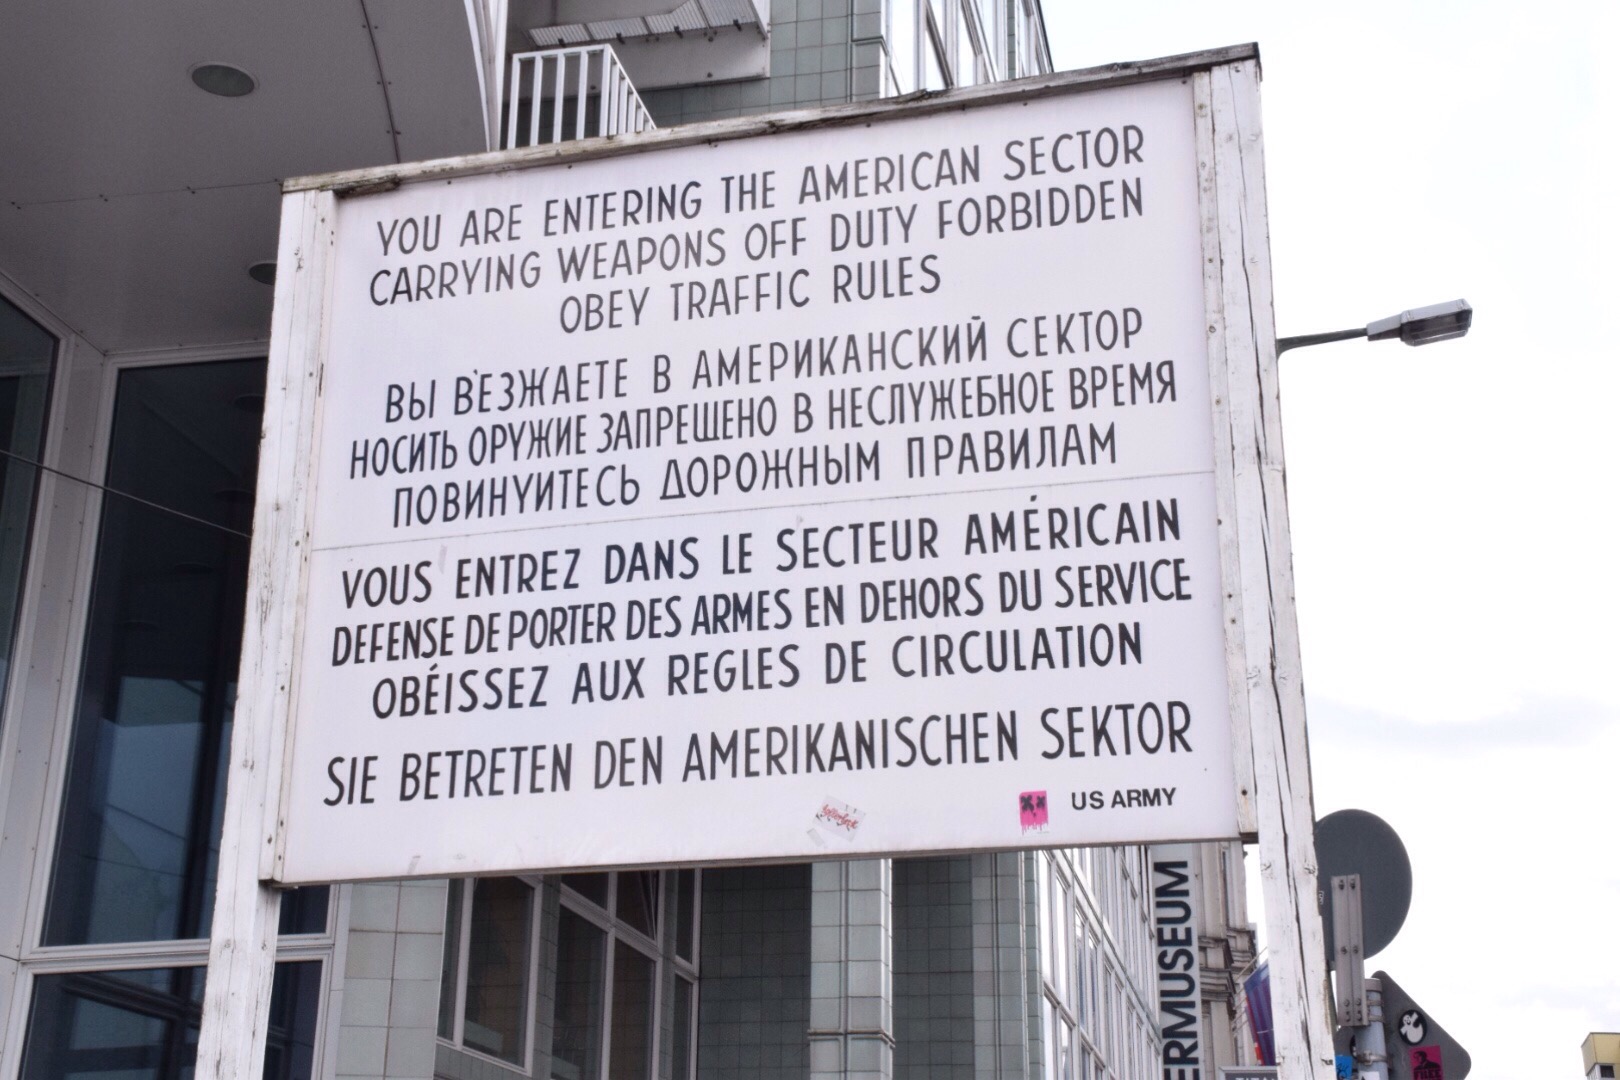 YOU ARE ENTERING THE AMERICAN SECTOR
CARRYING WEAPONS OFF DUTY FORBIDDEN
OBEY TRAFFIC RULES
ВЫ В'ЕЗЖАЕТЕ В АМЕРИКАНСКИЙ СЕКТОР
НОСИТЬ ОРУЖИЕ ЗАПРЕЩЕНО В НЕСЛУЖЕБНОЕ ВРЕМЯ
ПОВИНУИТЕСЬ ДОРОЖНЫМ ПРАВИЛАМ
VOUS ENTREZ DANS LE SECTEUR AMÉRICAIN
DEFENSE DE PORTER DES ARMES EN DEHORS DU SERVICE
OBÉISSEZ AUX REGLES DE CIRCULATION
SIE BETRETEN DEN AMERIKANISCHEN SEKTOR
US ARMY
ERMUSEUM